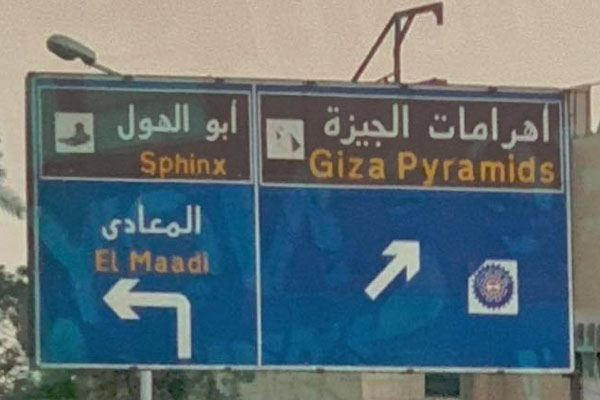 أبو الهول
Sphinx
المعادى
El Maadi
اهرامات الجيزة
Giza Pyramids